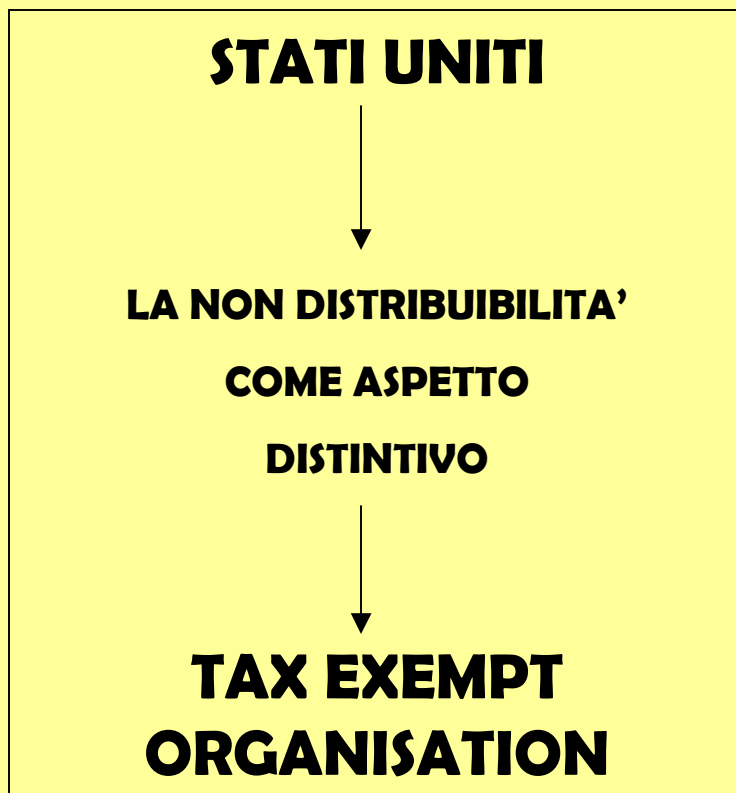 STATI UNITI
LA NON DISTRIBUIBILITA’
COME ASPETTO
DISTINTIVO
TAX EXEMPT
ORGANISATION